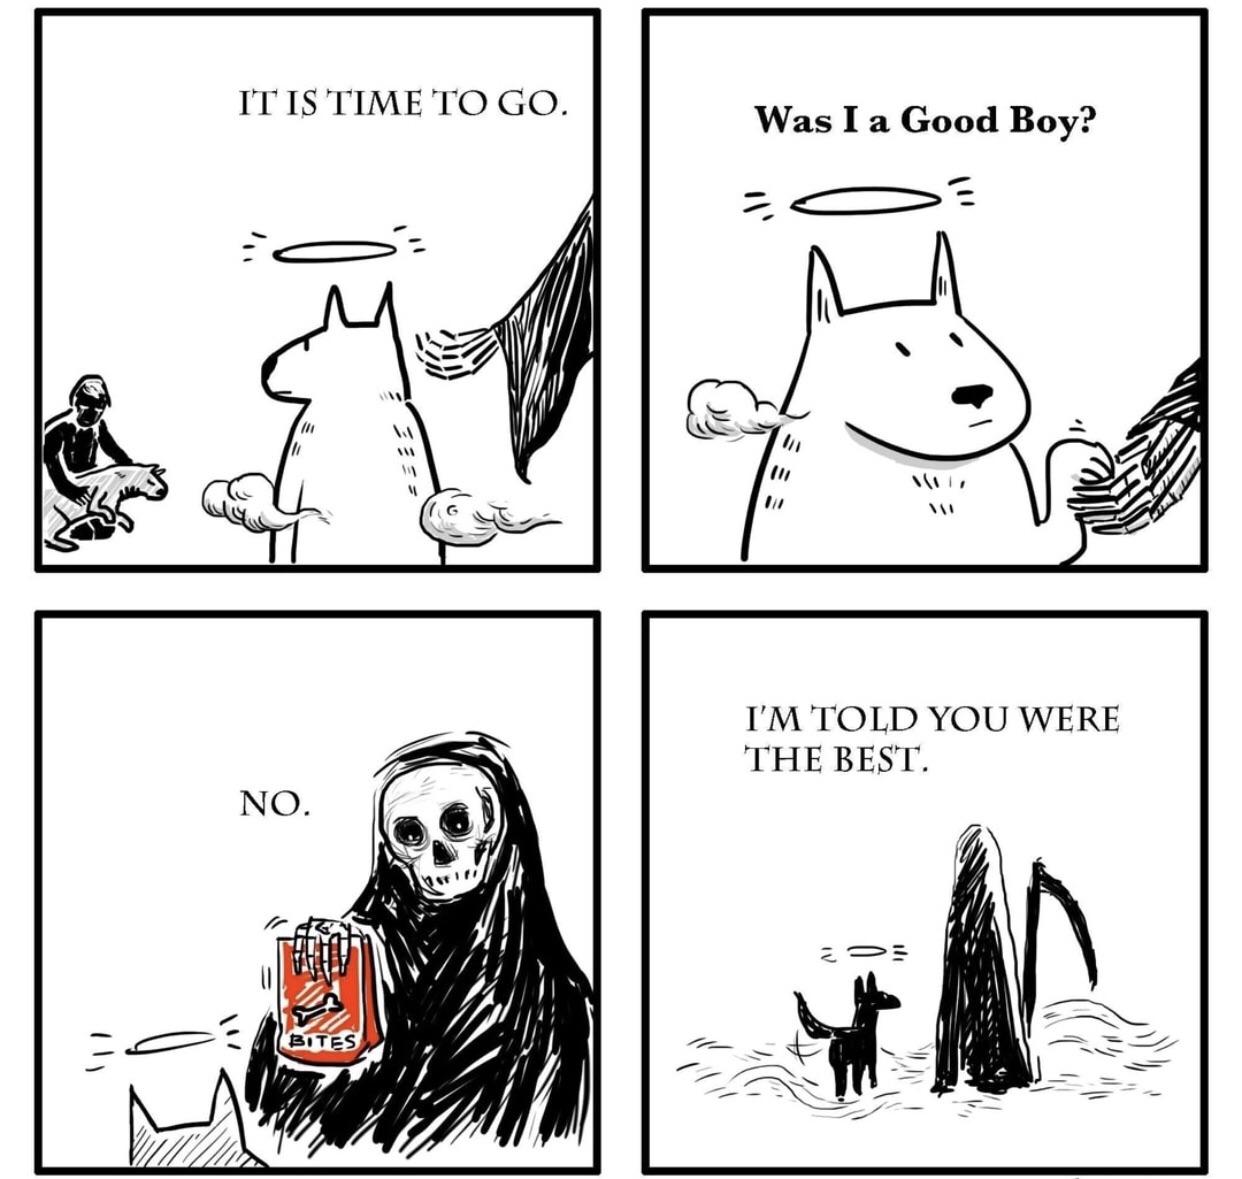 IT IS TIME TO GO.
Was I a Good Boy?
NO.
BITES
I'M TOLD YOU WERE
THE BEST.